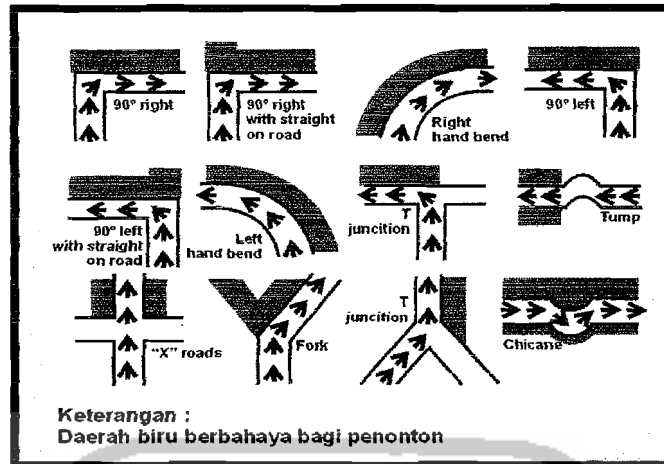 90° right
90° right
with straight
on road
Right
hand bend
90° left
90° left
with straight
on road
Left
hand bend
T
juncition
Tump
"X" roads
Fork
T
junction
Chicane
Keterangan :
Daerah biru berbahaya bagi penonton